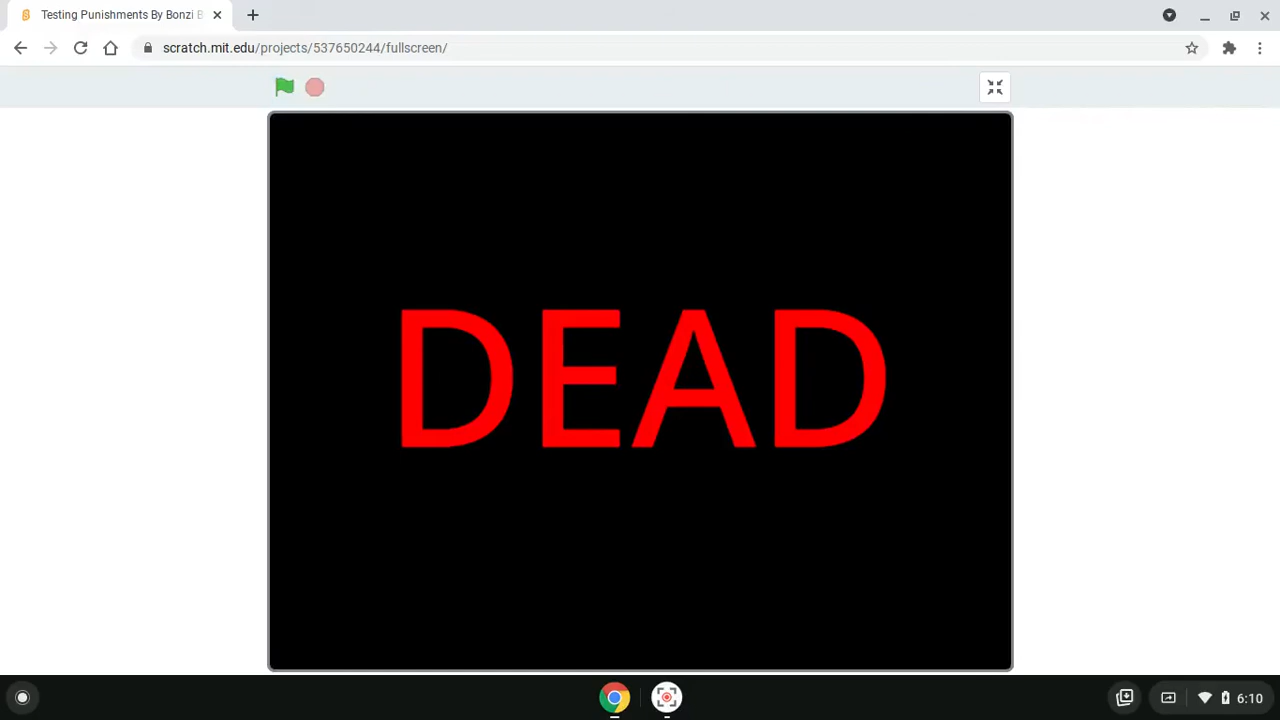 Testing Punishments By Bonzi B
scratch.mit.edu/projects/537650244/fullscreen/
DEAD
6:10